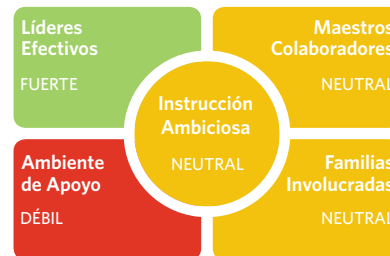 Líderes
Efectivos
FUERTE
Maestros
Colaboradores
NEUTRAL
Instrucción
Ambiciosa
NEUTRAL
Ambiente
de Apoyo
DÉBIL
Familias
Involucradas
NEUTRAL